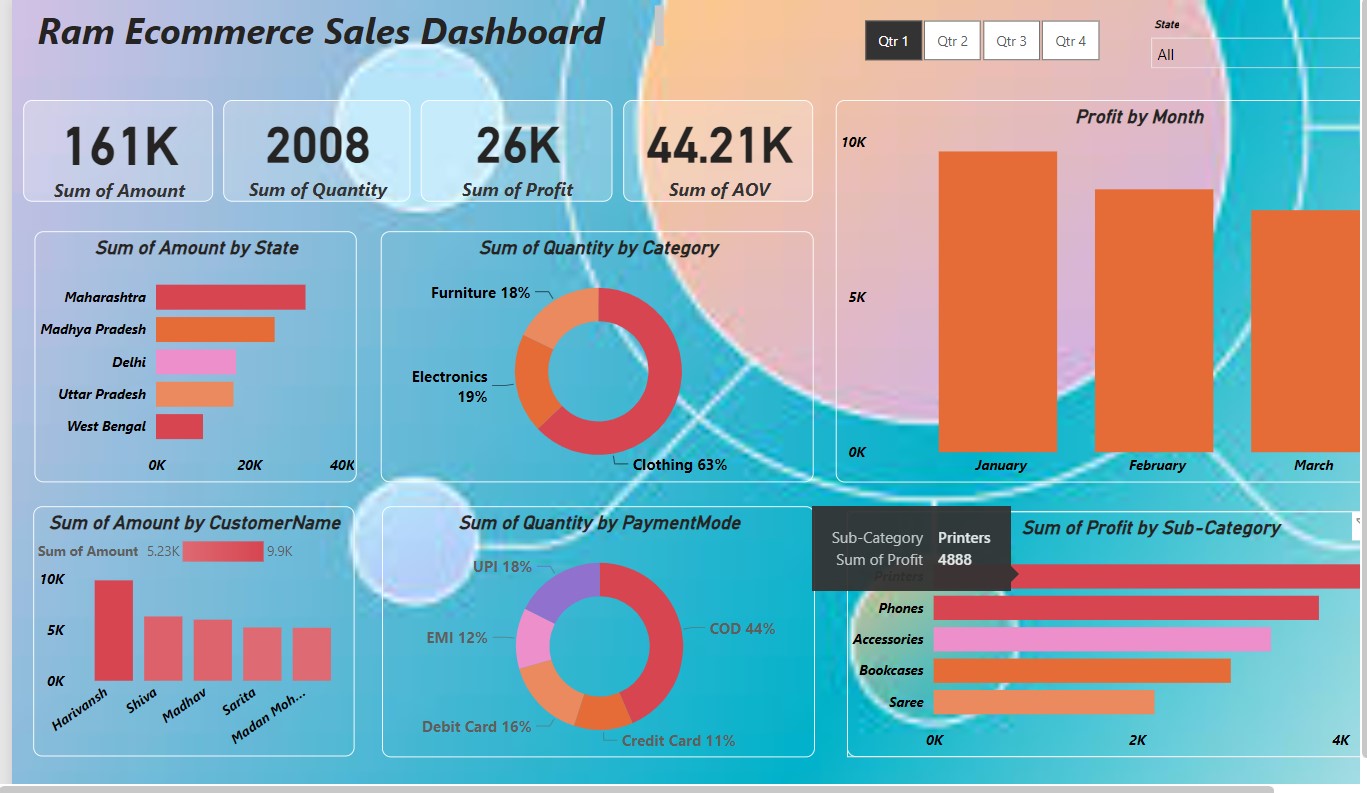 Ram Ecommerce Sales Dashboard
Qtr 1
Qtr 2
Qtr 3
Qtr 4
State
All
161K
Sum of Amount
2008
Sum of Quantity
26K
Sum of Profit
44.21K
Sum of AOV
Profit by Month
10K
5K
0K
January
February
March
Sum of Amount by State
Maharashtra
Madhya Pradesh
Delhi
Uttar Pradesh
West Bengal
0K
20K
40K
Sum of Quantity by Category
Furniture 18%
Electronics
19%
Clothing 63%
Sum of Amount by CustomerName
Sum of Amount 5.23K 9.9K
10K
5K
0K
Harivansh
Shiva
Madhav
Sarita
Madan Moh...
Sum of Quantity by PaymentMode
UPI 18%
EMI 12%
COD 44%
Debit Card 16%
Credit Card 11%
Sum of Profit by Sub-Category
Sub-Category Printers
Sum of Profit 4888
Printers
Phones
Accessories
Bookcases
Saree
0K
2K
4K